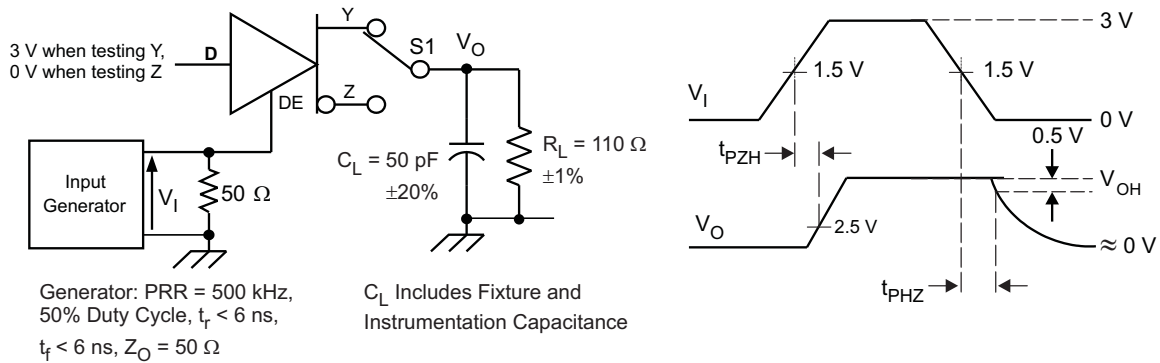 3 V when testing Y,
0 V when testing Z
D
Y
S1
V_O
Z
DE
Input
Generator
V_I
50 Ω
C_L = 50 pF
±20%
R_L = 110 Ω
±1%
Generator: PRR = 500 kHz,
50% Duty Cycle, t_r < 6 ns,
t_f < 6 ns, Z_O = 50 Ω
C_L Includes Fixture and
Instrumentation Capacitance
3 V
1.5 V
1.5 V
V_I
0 V
0.5 V
t_PZH
V_OH
V_O
2.5 V
≈ 0 V
t_PHZ